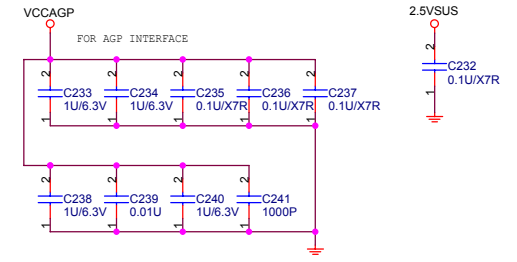 VCCAGP
2.5VSUS
FOR AGP INTERFACE
2 2 2 2 2 2
C233 C234 C235 C236 C237 C232
1U/6.3V 1U/6.3V 0.1U/X7R 0.1U/X7R 0.1U/X7R 0.1U/X7R
1 1 1 1 1 1
2 2 2 2
C238 C239 C240 C241
1U/6.3V 0.01U 1U/6.3V 1000P
1 1 1 1